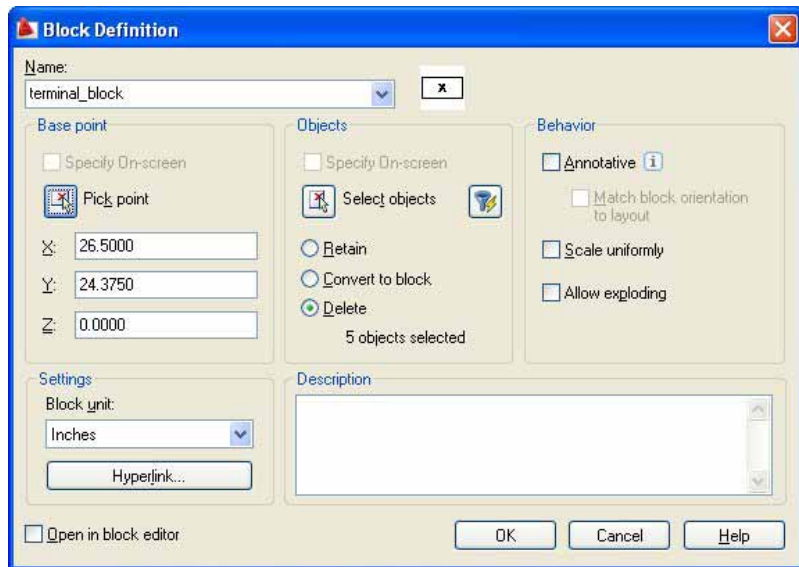 Block Definition
Name:
terminal_block
x
Base point
Specify On-screen
Pick point
X: 26.5000
Y: 24.3750
Z: 0.0000
Objects
Specify On-screen
Select objects
Retain
Convert to block
Delete
5 objects selected
Behavior
Annotative i
Match block orientation
to layout
Scale uniformly
Allow exploding
Settings
Block unit:
Inches
Hyperlink...
Description
Open in block editor
OK Cancel Help